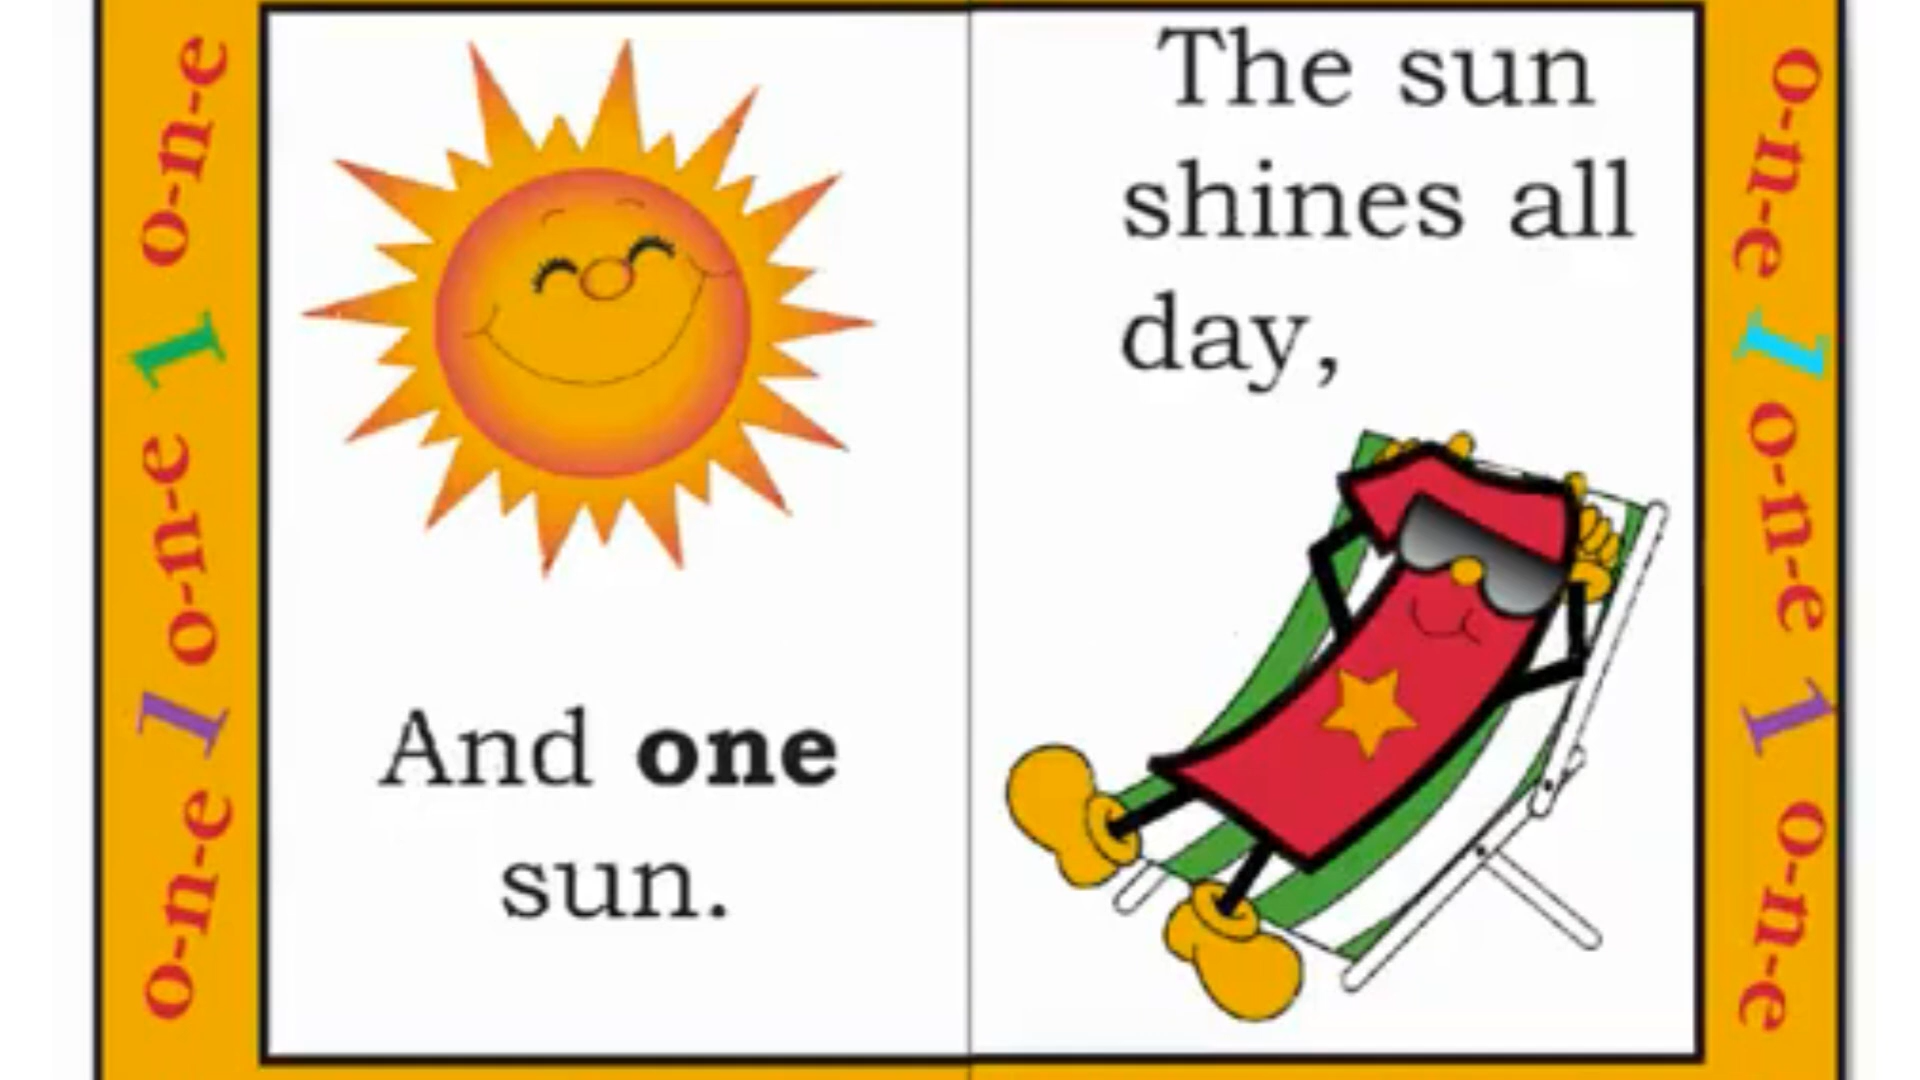 o-n-e 1 o-n-e 1 o-n-e
And one
sun.
The sun
shines all
day,
o-n-e 1 o-n-e 1 o-n-e